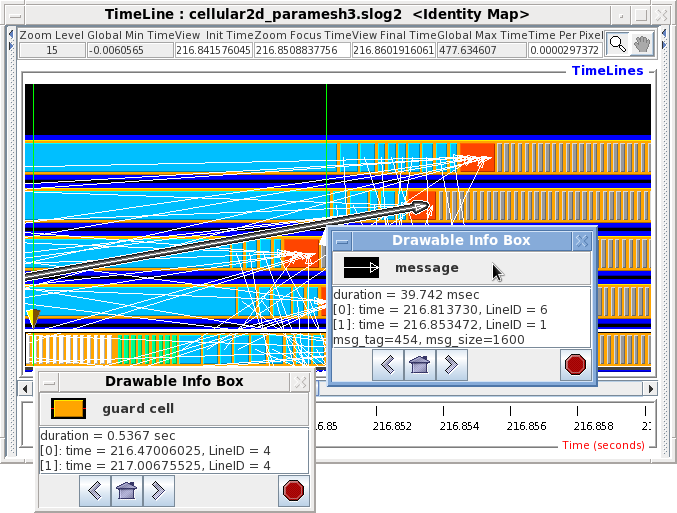 TimeLine : cellular2d_paramesh3.slog2  <Identity Map>
Zoom Level Global Min Time View  Init Time Zoom Focus Time View Final Time Global Max Time Time Per Pixel
15 -0.0060565 216.841576045 216.8508837756 216.8601916061 477.634607 0.0000297372
TimeLines
Drawable Info Box
message
duration = 39.742 msec
[0]: time = 216.813730, LineID = 6
[1]: time = 216.853472, LineID = 1
msg_tag=454, msg_size=1600
Drawable Info Box
guard cell
duration = 0.5367 sec
[0]: time = 216.47006025, LineID = 4
[1]: time = 217.00675525, LineID = 4
6.85 216.852 216.854 216.856 216.858 21
Time (seconds)